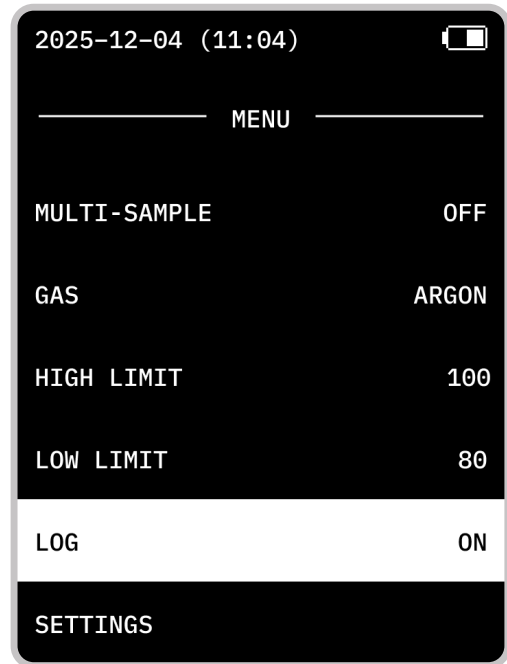 2025-12-04 (11:04)
MENU
MULTI-SAMPLE OFF
GAS ARGON
HIGH LIMIT 100
LOW LIMIT 80
LOG ON
SETTINGS